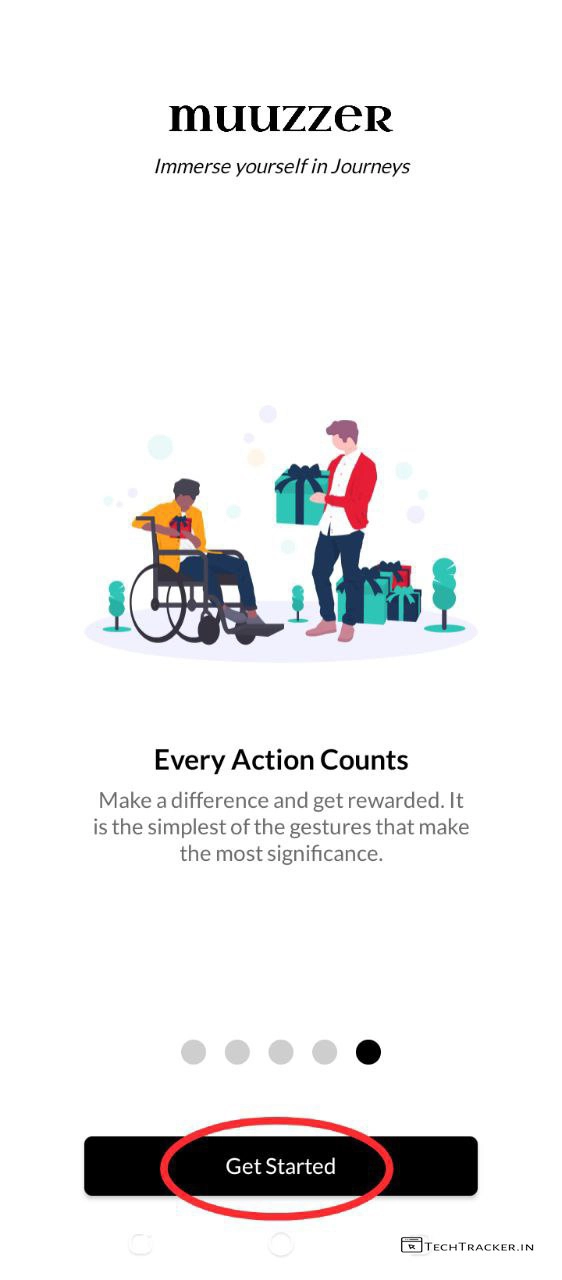 muuzzer
Immerse yourself in Journeys
Every Action Counts
Make a difference and get rewarded. It
is the simplest of the gestures that make
the most significance.
Get Started
TechTracker.in